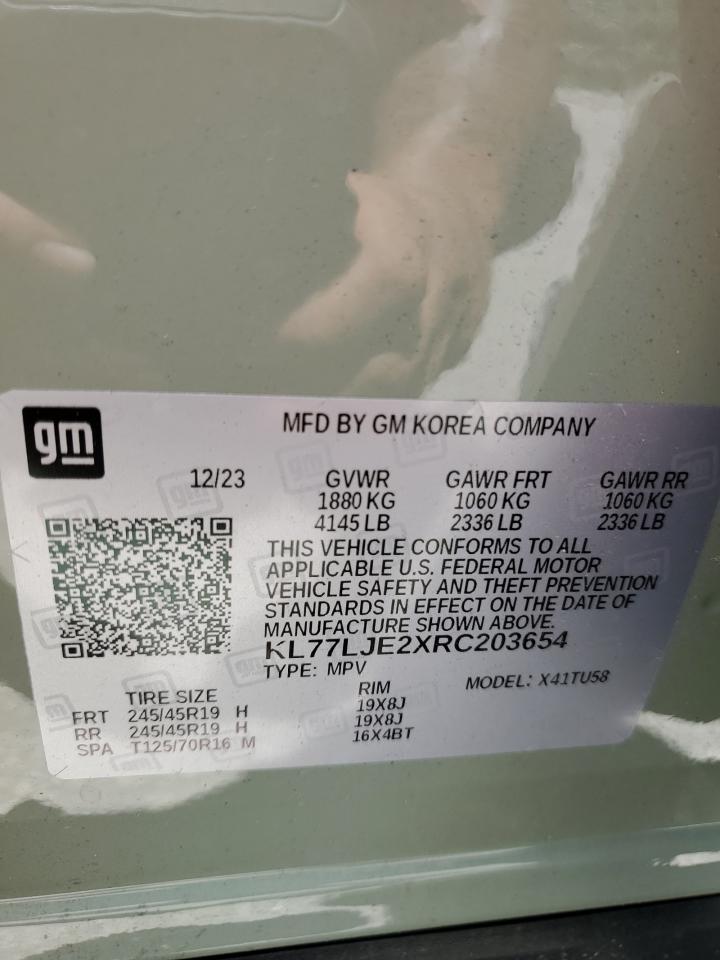 gm
MFD BY GM KOREA COMPANY
12/23 GVWR GAWR FRT GAWR RR
1880 KG 1060 KG 1060 KG
4145 LB 2336 LB 2336 LB
THIS VEHICLE CONFORMS TO ALL
APPLICABLE U.S. FEDERAL MOTOR
VEHICLE SAFETY AND THEFT PREVENTION
STANDARDS IN EFFECT ON THE DATE OF
MANUFACTURE SHOWN ABOVE.
KL77LJE2XRC203654
TYPE: MPV MODEL: X41TU58
TIRE SIZE RIM
FRT 245/45R19 H 19X8J
RR 245/45R19 H 19X8J
SPA T125/70R16 M 16X4BT